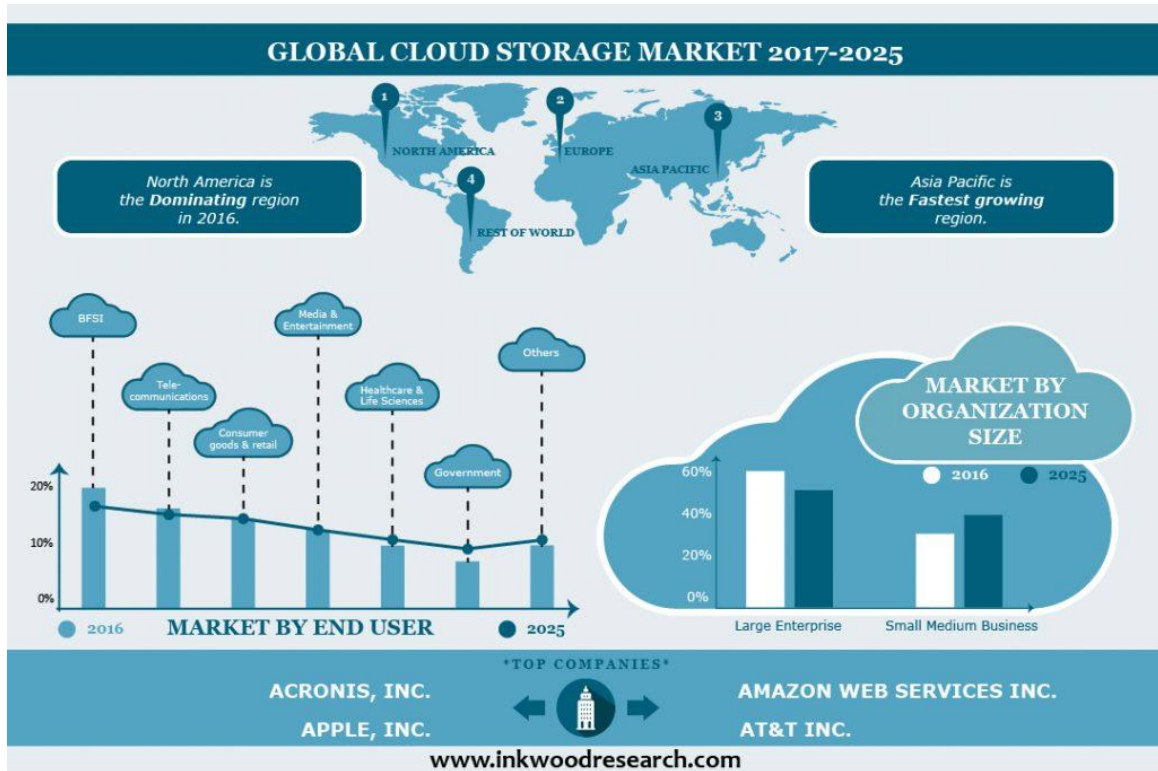 GLOBAL CLOUD STORAGE MARKET 2017-2025
1
2
3
NORTH AMERICA
EUROPE
ASIA PACIFIC
4
REST OF WORLD
North America is
the Dominating region
in 2016.
Asia Pacific is
the Fastest growing
region.
BFSI
Tele-
communications
Consumer
goods & retail
Media &
Entertainment
Healthcare &
Life Sciences
Government
Others
20%
10%
0%
2016
MARKET BY END USER
2025
MARKET BY
ORGANIZATION
SIZE
2016
2025
60%
40%
20%
0%
Large Enterprise
Small Medium Business
*TOP COMPANIES*
ACRONIS, INC.
APPLE, INC.
AMAZON WEB SERVICES INC.
AT&T INC.
www.inkwoodresearch.com